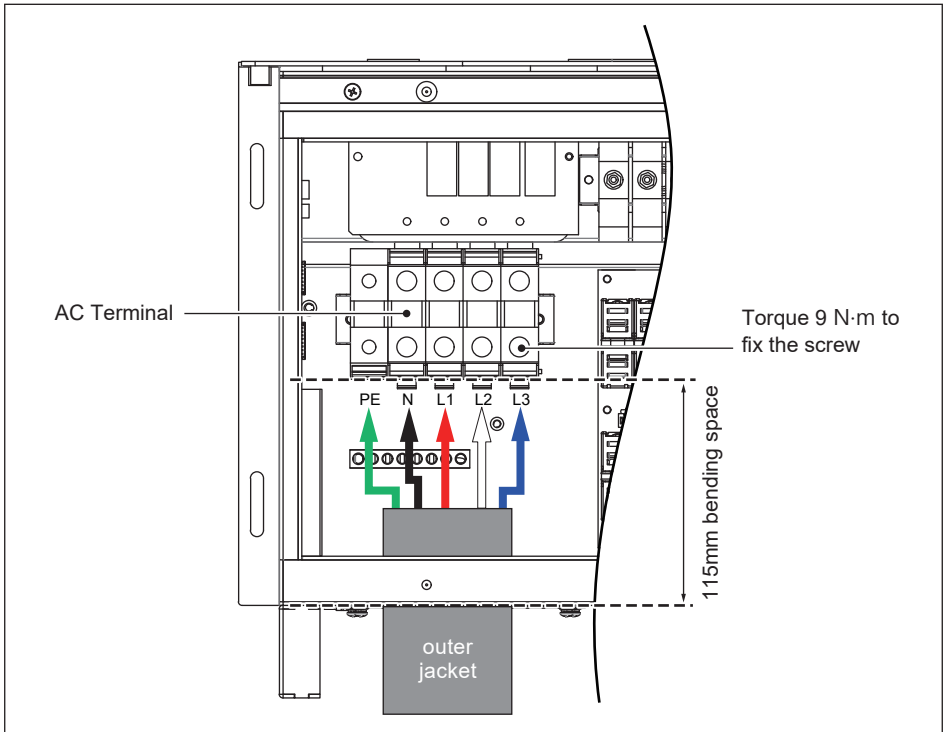 AC Terminal
Torque 9 N·m to
fix the screw
PE N L1 L2 L3
115mm bending space
outer
jacket